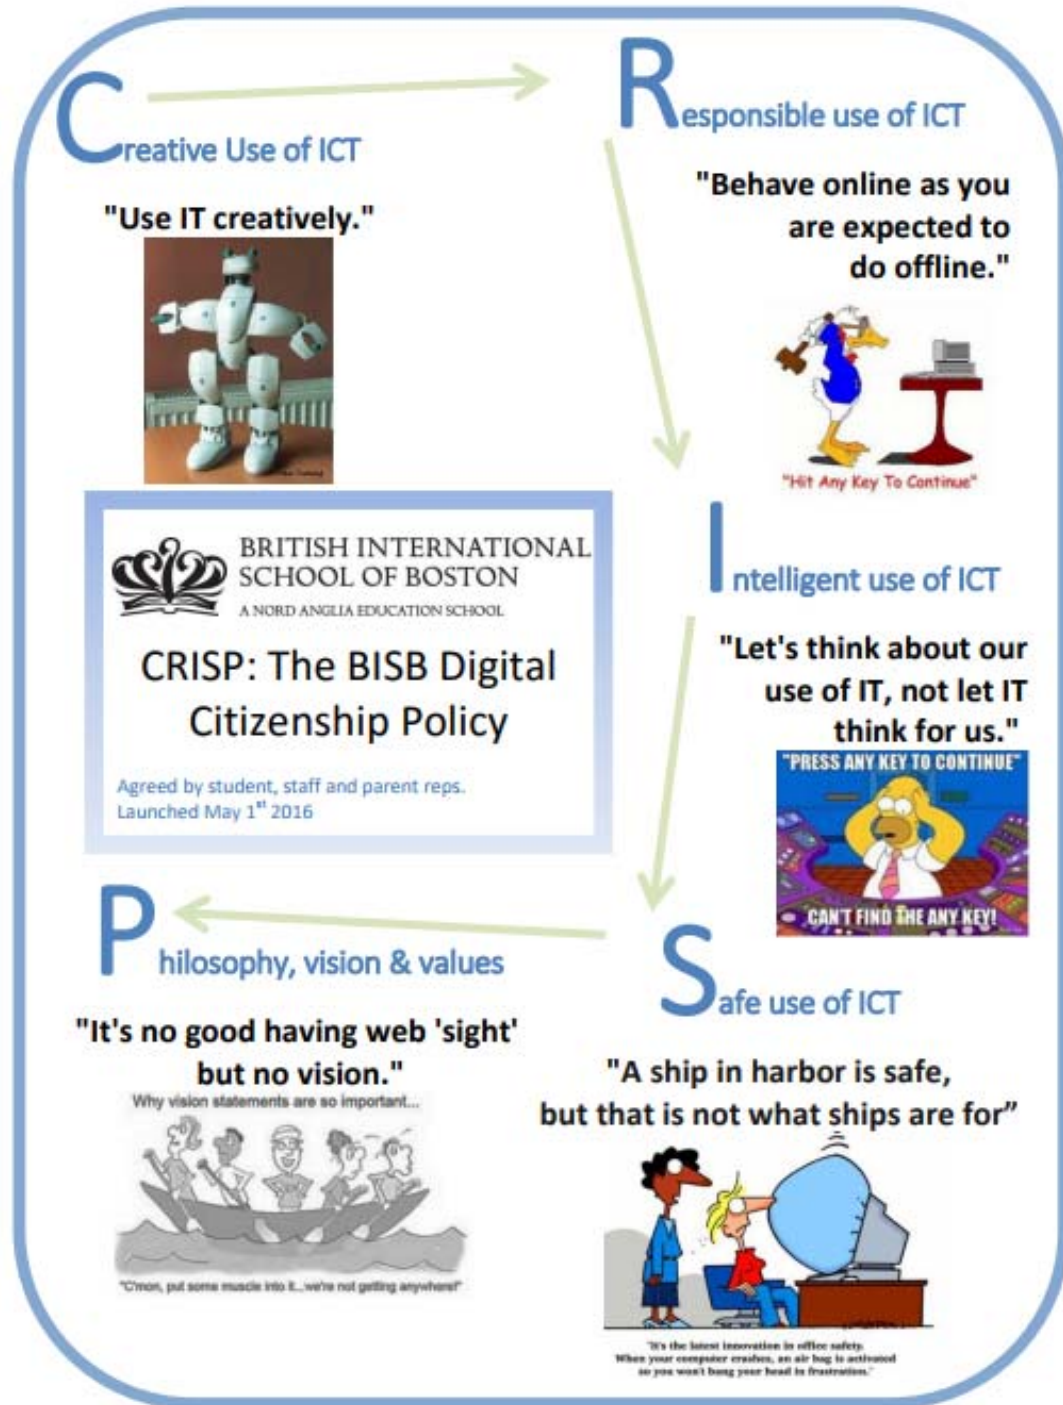 Creative Use of ICT
"Use IT creatively."
Responsible use of ICT
"Behave online as you
are expected to
do offline."
"Hit Any Key To Continue"
Intelligent use of ICT
"Let's think about our
use of IT, not let IT
think for us."
"PRESS ANY KEY TO CONTINUE"
CAN'T FIND THE ANY KEY!
BRITISH INTERNATIONAL
SCHOOL OF BOSTON
A NORD ANGLIA EDUCATION SCHOOL
CRISP: The BISB Digital
Citizenship Policy
Agreed by student, staff and parent reps.
Launched May 1st 2016
Safe use of ICT
"A ship in harbor is safe,
but that is not what ships are for”
"It's the latest innovation in office safety.
When your computer crashes, an air bag is activated
so you won't bang your head in frustration."
Philosophy, vision & values
"It's no good having web 'sight'
but no vision."
Why vision statements are so important...
"C'mon, put some muscle into it...we're not getting anywhere!"